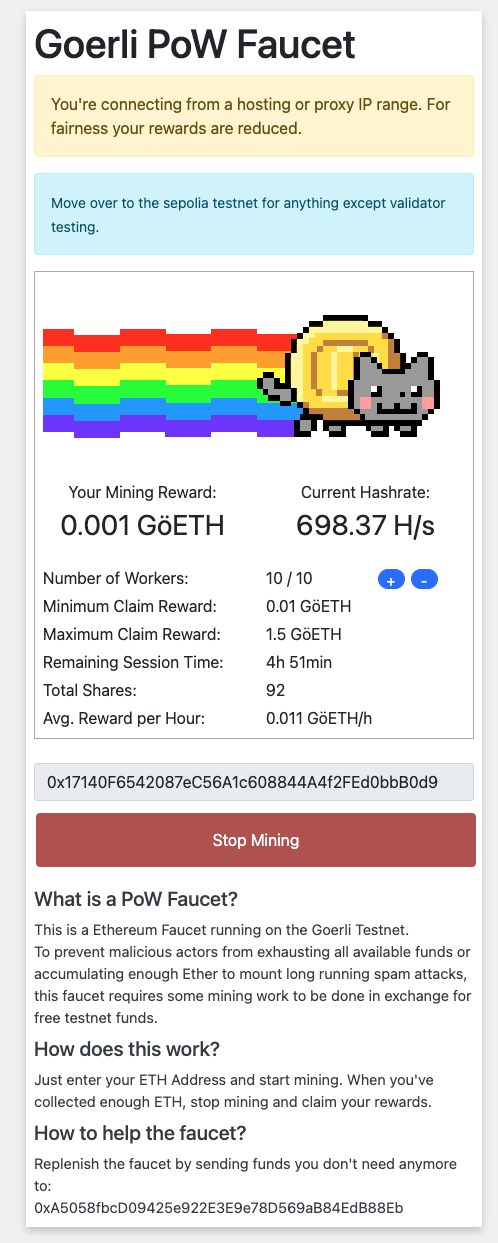 Goerli PoW Faucet
You're connecting from a hosting or proxy IP range. For
fairness your rewards are reduced.
Move over to the sepolia testnet for anything except validator
testing.
Your Mining Reward:
0.001 GöETH
Current Hashrate:
698.37 H/s
Number of Workers: 10 / 10 + -
Minimum Claim Reward: 0.01 GöETH
Maximum Claim Reward: 1.5 GöETH
Remaining Session Time: 4h 51min
Total Shares: 92
Avg. Reward per Hour: 0.011 GöETH/h
0x17140F6542087eC56A1c608844A4f2FEd0bbB0d9
Stop Mining
What is a PoW Faucet?
This is a Ethereum Faucet running on the Goerli Testnet.
To prevent malicious actors from exhausting all available funds or
accumulating enough Ether to mount long running spam attacks,
this faucet requires some mining work to be done in exchange for
free testnet funds.
How does this work?
Just enter your ETH Address and start mining. When you've
collected enough ETH, stop mining and claim your rewards.
How to help the faucet?
Replenish the faucet by sending funds you don't need anymore
to:
0xA5058fbcD09425e922E3E9e78D569aB84EdB88Eb